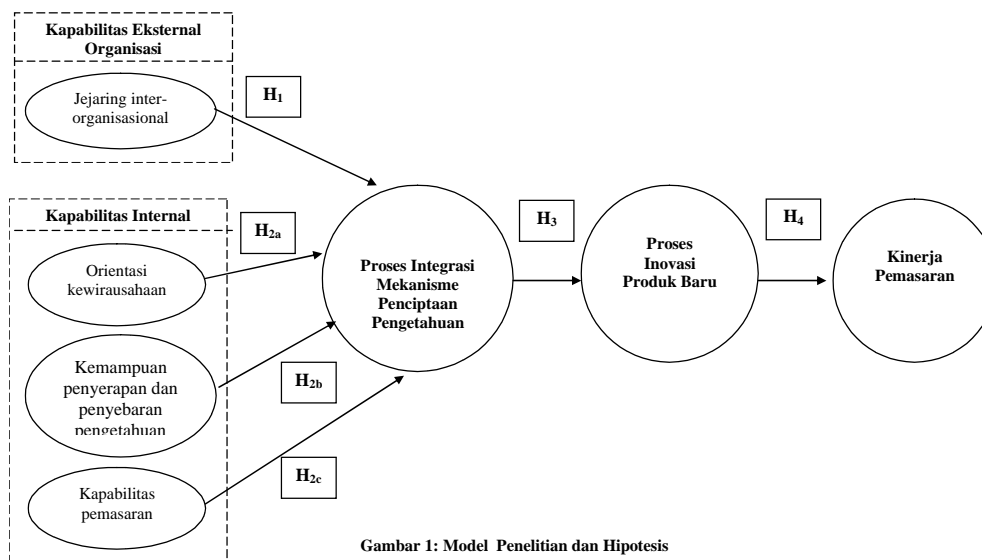 Kapabilitas Eksternal
Organisasi
Jejaring inter-
organisasional
H1
Kapabilitas Internal
Orientasi
kewirausahaan
Kemampuan
penyerapan dan
penyebaran
pengetahuan
Kapabilitas
pemasaran
H2a
H2b
H2c
Proses Integrasi
Mekanisme
Penciptaan
Pengetahuan
H3
Proses
Inovasi
Produk Baru
H4
Kinerja
Pemasaran
Gambar 1: Model Penelitian dan Hipotesis